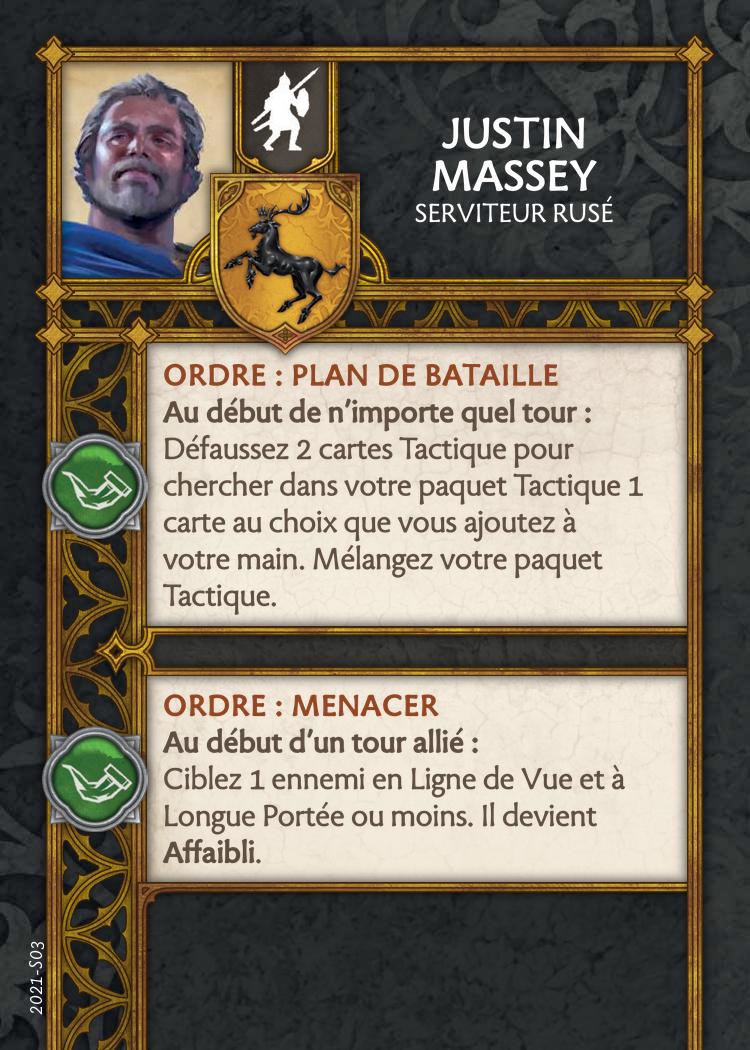 JUSTIN
MASSEY
SERVITEUR RUSÉ
ORDRE : PLAN DE BATAILLE
Au début de n'importe quel tour :
Défaussez 2 cartes Tactique pour
chercher dans votre paquet Tactique 1
carte au choix que vous ajoutez à
votre main. Mélangez votre paquet
Tactique.
ORDRE : MENACER
Au début d'un tour allié :
Ciblez 1 ennemi en Ligne de Vue et à
Longue Portée ou moins. Il devient
Affaibli.
2021-S03